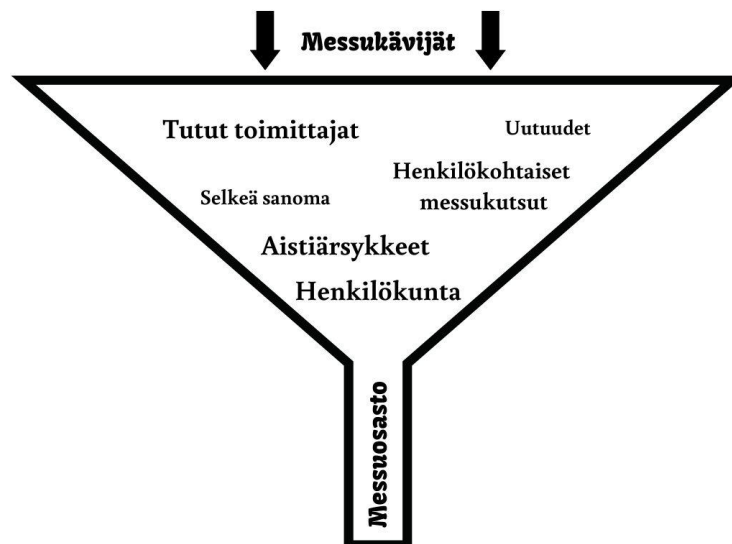 Messukävijät
Tutut toimittajat
Uutuudet
Henkilökohtaiset
messukutsut
Selkeä sanoma
Aistiärsykkeet
Henkilökunta
Messuosasto